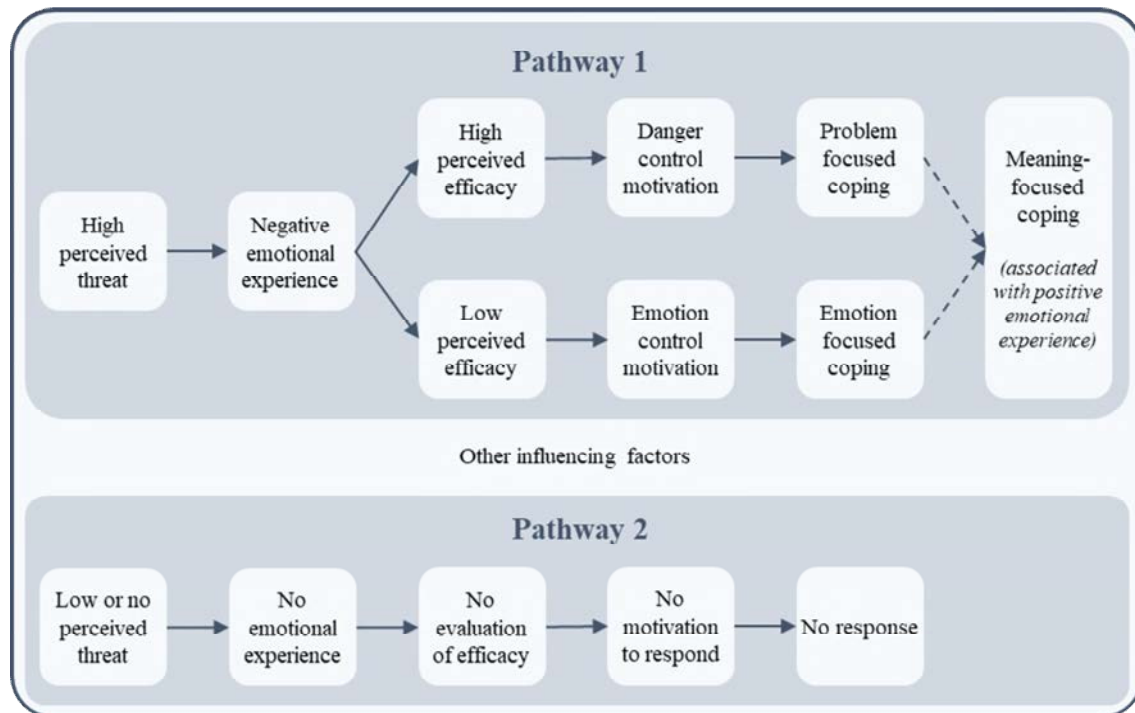 Pathway 1
High
perceived
threat
Negative
emotional
experience
High
perceived
efficacy
Danger
control
motivation
Problem
focused
coping
Low
perceived
efficacy
Emotion
control
motivation
Emotion
focused
coping
Meaning-
focused
coping
(associated
with positive
emotional
experience)
Other influencing factors
Pathway 2
Low or no
perceived
threat
No
emotional
experience
No
evaluation
of efficacy
No
motivation
to respond
No response